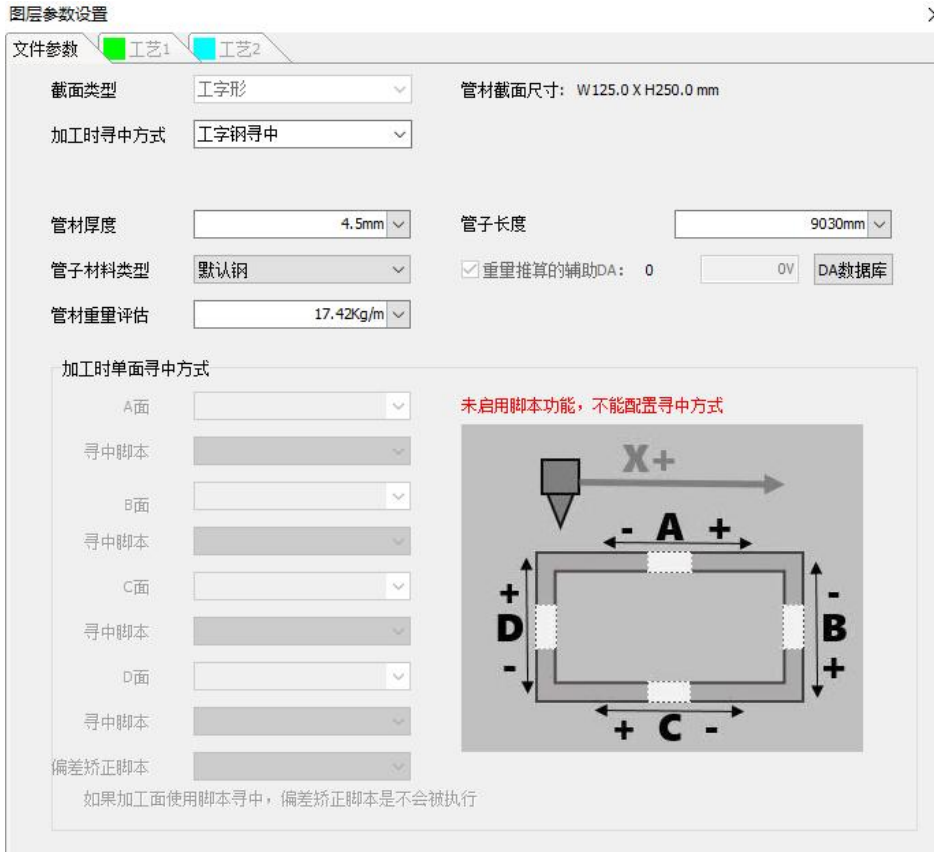 图层参数设置
文件参数 工艺1 工艺2
截面类型 工字形 管材截面尺寸: W125.0 X H250.0 mm
加工时寻中方式 工字钢寻中
管材厚度 4.5mm 管子长度 9030mm
管子材料类型 默认钢 重量推算的辅助DA: 0 0V DA数据库
管材重量评估 17.42Kg/m
加工时单面寻中方式
A面 未启用脚本功能，不能配置寻中方式
寻中脚本
B面
寻中脚本
C面
寻中脚本
D面
寻中脚本
偏差矫正脚本
如果加工面使用脚本寻中，偏差矫正脚本是不会被执行
X+
- A +
+ D -
- B +
+ C -